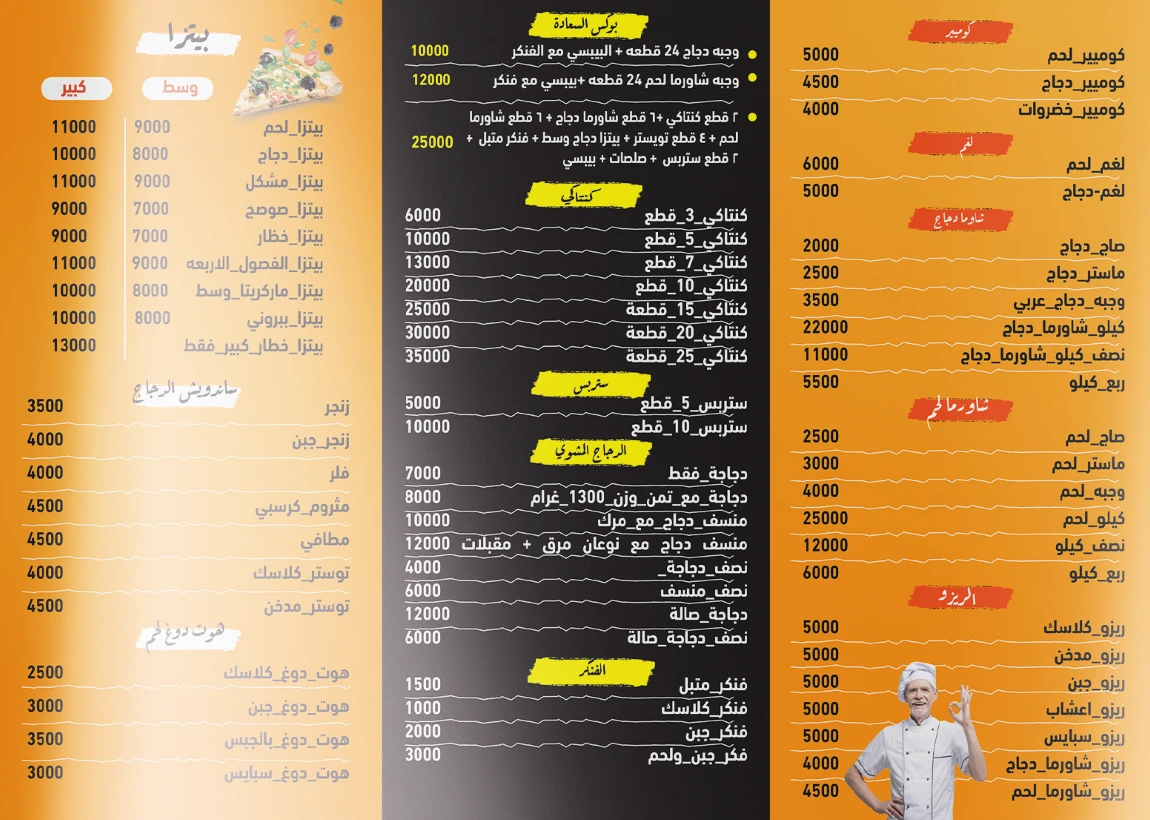 كومبير
كومبير_لحم 5000
كومبير_دجاج 4500
كومبير_خضروات 4000
لغم
لغم_لحم 6000
لغم-دجاج 5000
شاومادجاج
صاج_دجاج 2000
ماستر_دجاج 2500
وجبه_دجاج_عربي 3500
كيلو_شاورما_دجاج 22000
نصف_كيلو_شاورما_دجاج 11000
ربع_كيلو 5500
شاورما لحم
صاج_لحم 2500
ماستر_لحم 3000
وجبه_لحم 4000
كيلو_لحم 25000
نصف_كيلو 12000
ربع_كيلو 6000
الريزو
ريزو_كلاسك 5000
ريزو_مدخن 5000
ريزو_جبن 5000
ريزو_اعشاب 5000
ريزو_سبايس 5000
ريزو_شاورما_دجاج 4000
ريزو_شاورما_لحم 4500
بوكس السعادة
وجبه دجاج 24 قطعه + البيبسي مع الفنكر 10000
وجبه شاورما لحم 24 قطعه +بيبسي مع فنكر 12000
٢ قطع كنتاكي +٦ قطع شاورما دجاج + ٦ قطع شاورما
لحم + ٤ قطع تويستر + بيتزا دجاج وسط + فنكر متبل + 25000
٢ قطع ستربس + صلصات + بيبسي
كنتاكي
كنتاكي_3_قطع 6000
كنتاكي_5_قطع 10000
كنتاكي_7_قطع 13000
كنتاكي_10_قطع 20000
كنتاكي_15_قطعة 25000
كنتاكي_20_قطعة 30000
كنتاكي_25_قطعة 35000
ستربس
ستربس_5_قطع 5000
ستربس_10_قطع 10000
الدجاج المشوي
دجاجة_فقط 7000
دجاجة_مع_تمن_وزن_1300_غرام 8000
منسف_دجاج_مع_مرك 10000
منسف دجاج مع نوعان مرق + مقبلات 12000
نصف_دجاجة_ 4000
نصف_منسف 6000
دجاجة_صالة 12000
نصف_دجاجة_صالة 6000
الفنكر
فنكر_متبل 1500
فنكر_كلاسك 1000
فنكر_جبن 2000
فكر_جبن_ولحم 3000
بيتزا
وسط كبير
بيتزا_لحم 9000 11000
بيتزا_دجاج 8000 10000
بيتزا_مشكل 9000 11000
بيتزا_صوصج 7000 9000
بيتزا_خظار 7000 9000
بيتزا_الفصول_الاربعه 9000 11000
بيتزا_ماركريتا_وسط 8000 10000
بيتزا_ببروني 8000 10000
بيتزا_خطار_كبير_فقط 13000
ساندويش الدجاج
زنجر 3500
زنجر_جبن 4000
فلر 4000
مثروم_كرسبي 4500
مطافي 4500
توستر_كلاسك 4000
توستر_مدخن 4500
هوت دوغ لحم
هوت_دوغ_كلاسك 2500
هوت_دوغ_جبن 3000
هوت_دوغ_بالجبس 3500
هوت_دوغ_سبايس 3000